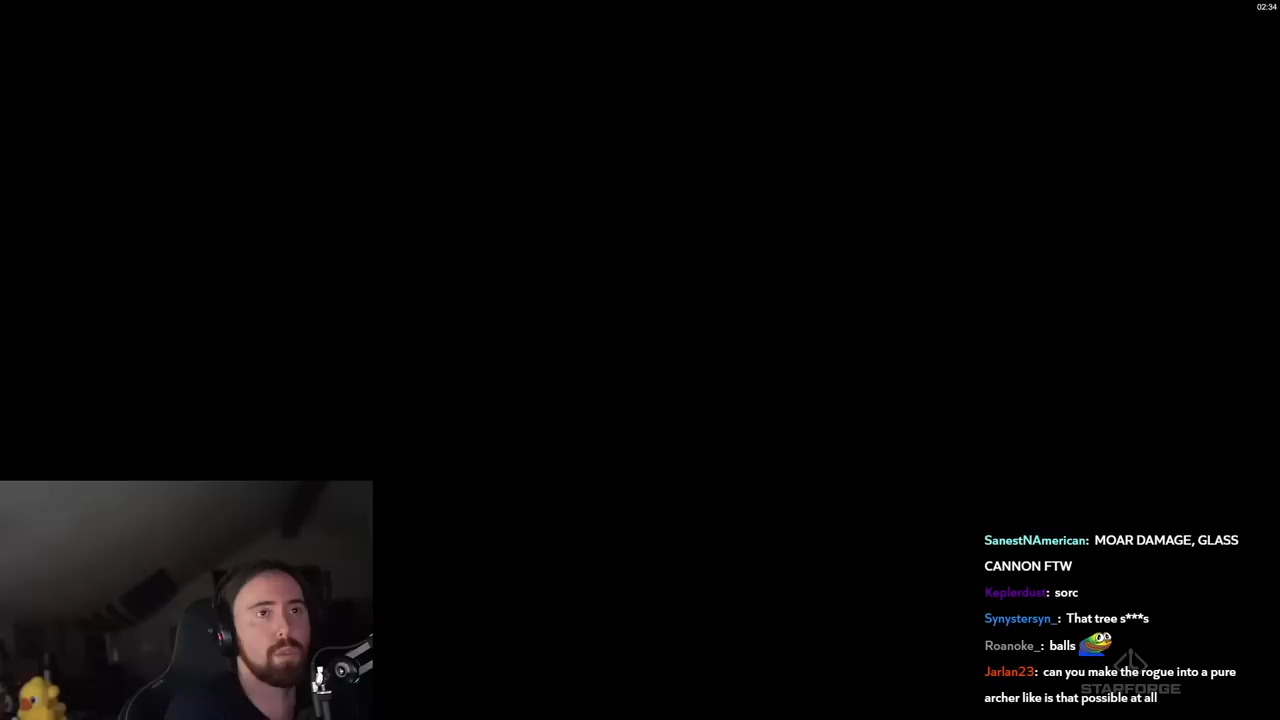 02:34
SanestNAmerican: MOAR DAMAGE, GLASS
CANNON FTW
Keplerdust: sorc
Synystersyn_: That tree s***s
Roanoke_: balls
Jarlan23: can you make the rogue into a pure
archer like is that possible at all
STARFORGE